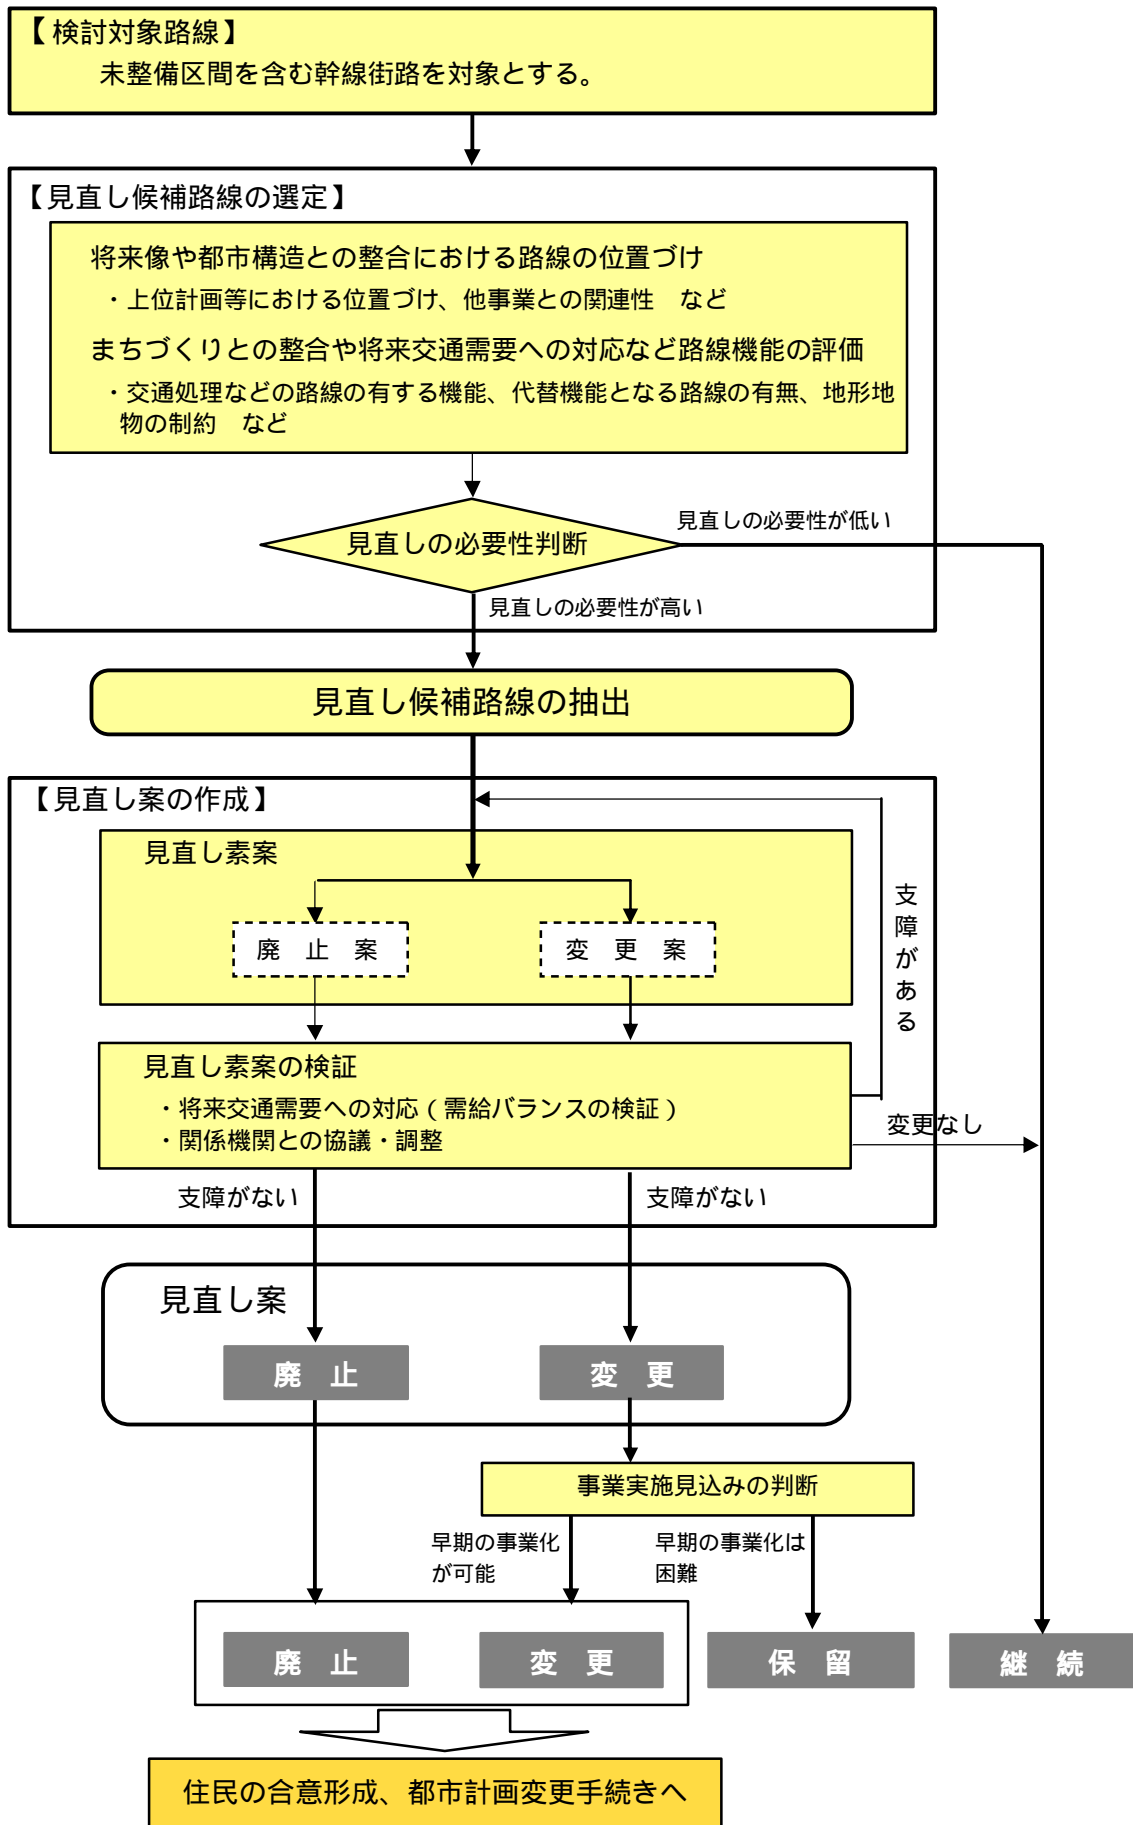 【検討対象路線】
未整備区間を含む幹線街路を対象とする。
【見直し候補路線の選定】
将来像や都市構造との整合における路線の位置づけ
・上位計画等における位置づけ、他事業との関連性　など
まちづくりとの整合や将来交通需要への対応など路線機能の評価
・交通処理などの路線の有する機能、代替機能となる路線の有無、地形地
物の制約　など
見直しの必要性判断
見直しの必要性が低い
見直しの必要性が高い
見直し候補路線の抽出
【見直し案の作成】
見直し素案
廃　止　案
変　更　案
支障がある
見直し素案の検証
・将来交通需要への対応（需給バランスの検証）
・関係機関との協議・調整
変更なし
支障がない
支障がない
見直し案
廃　止
変　更
事業実施見込みの判断
早期の事業化
が可能
早期の事業化は
困難
廃　止
変　更
保　留
継　続
住民の合意形成、都市計画変更手続きへ